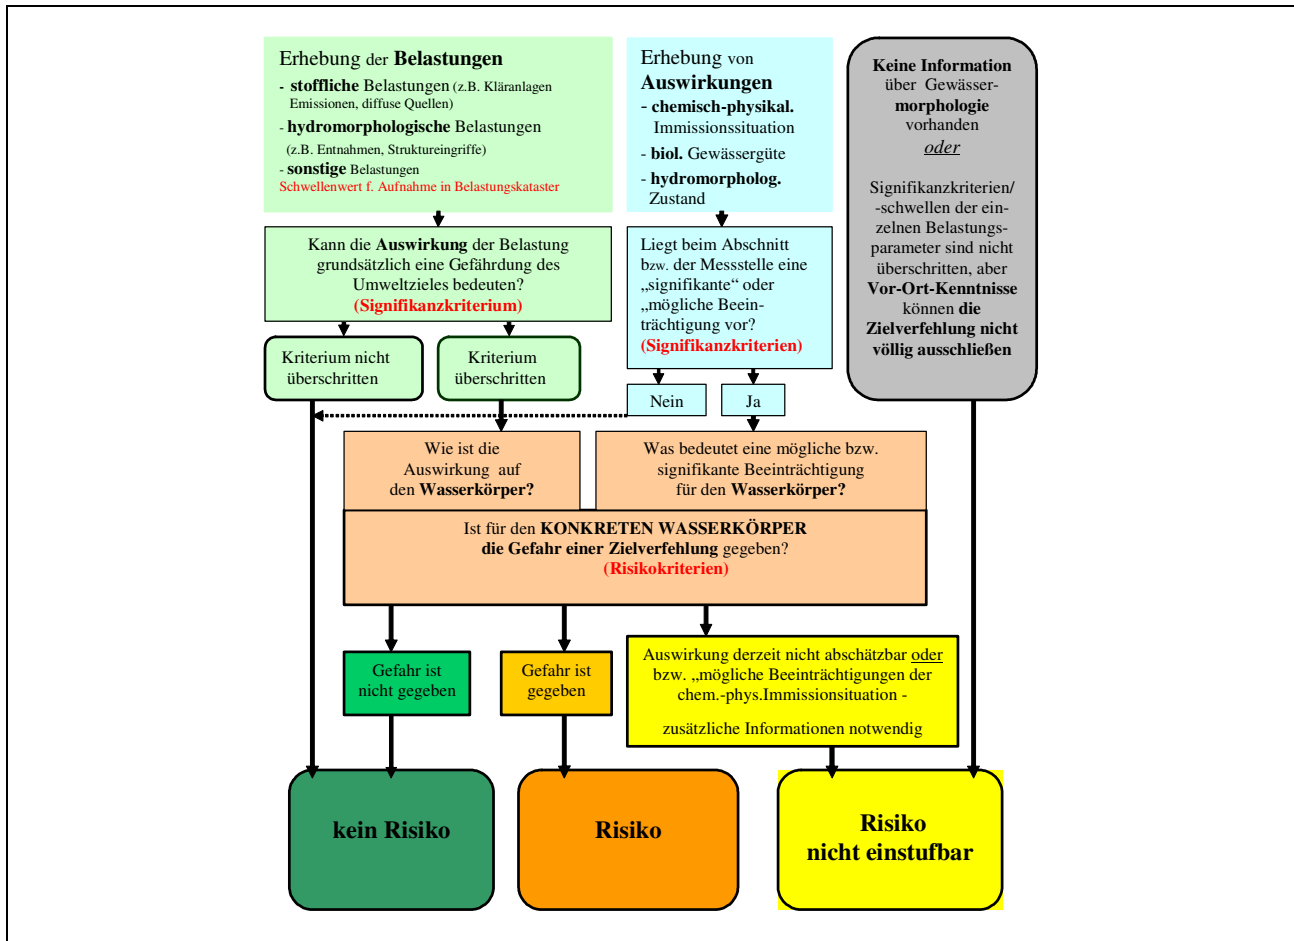 Erhebung der Belastungen
- stoffliche Belastungen (z.B. Kläranlagen
Emissionen, diffuse Quellen)
- hydromorphologische Belastungen
(z.B. Entnahmen, Struktureingriffe)
- sonstige Belastungen
Schwellenwert f. Aufnahme in Belastungskataster
Erhebung von
Auswirkungen
- chemisch-physikal.
Immissionssituation
- biol. Gewässergüte
- hydromorpholog.
Zustand
Keine Information
über Gewässer-
morphologie
vorhanden
oder
Signifikanzkriterien/
-schwellen der ein-
zelnen Belastungs-
parameter sind nicht
überschritten, aber
Vor-Ort-Kenntnisse
können die
Zielverfehlung nicht
völlig ausschließen
Kann die Auswirkung der Belastung
grundsätzlich eine Gefährdung des
Umweltzieles bedeuten?
(Signifikanzkriterium)
Liegt beim Abschnitt
bzw. der Messstelle eine
„signifikante“ oder
„mögliche Beein-
trächtigung vor?
(Signifikanzkriterien)
Kriterium nicht
überschritten
Kriterium
überschritten
Nein
Ja
Wie ist die
Auswirkung auf
den Wasserkörper?
Was bedeutet eine mögliche bzw.
signifikante Beeinträchtigung
für den Wasserkörper?
Ist für den KONKRETEN WASSERKÖRPER
die Gefahr einer Zielverfehlung gegeben?
(Risikokriterien)
Gefahr ist
nicht gegeben
Gefahr ist
gegeben
Auswirkung derzeit nicht abschätzbar oder
bzw. „mögliche Beeinträchtigungen der
chem.-phys.Immissionsituation -
zusätzliche Informationen notwendig
kein Risiko
Risiko
Risiko
nicht einstufbar